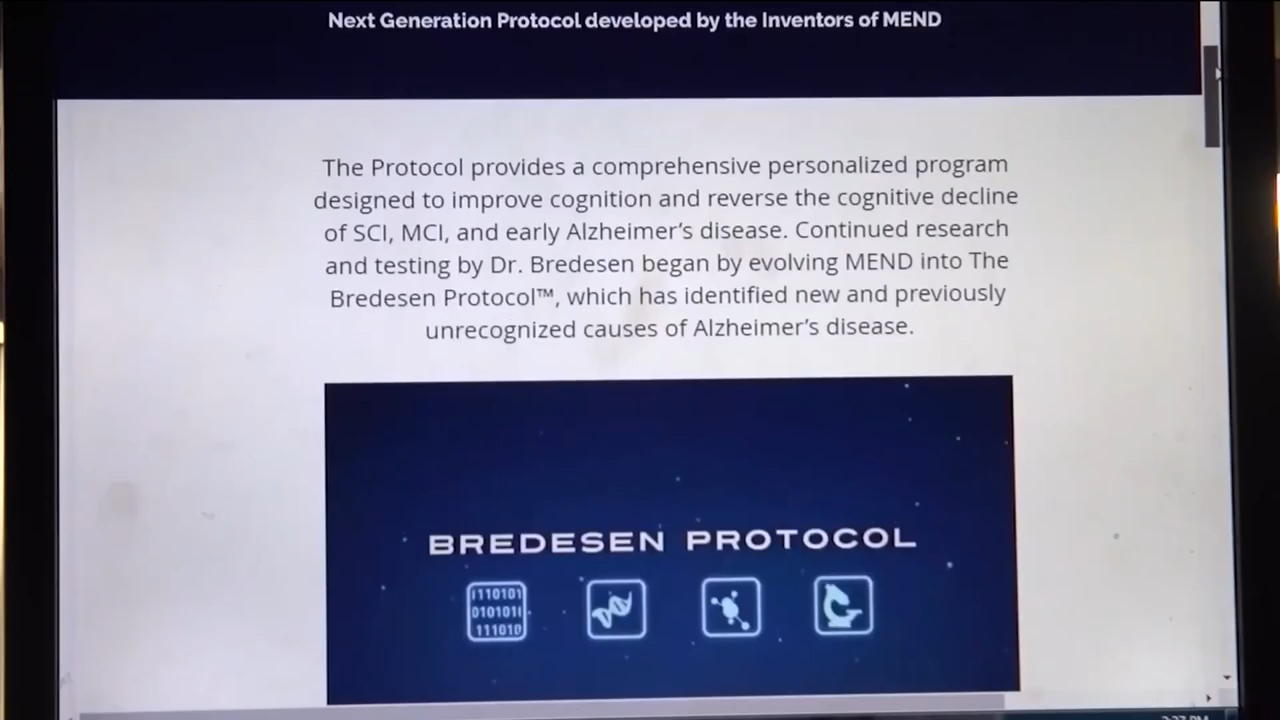 Next Generation Protocol developed by the Inventors of MEND
The Protocol provides a comprehensive personalized program
designed to improve cognition and reverse the cognitive decline
of SCI, MCI, and early Alzheimer's disease. Continued research
and testing by Dr. Bredesen began by evolving MEND into The
Bredesen Protocol™, which has identified new and previously
unrecognized causes of Alzheimer's disease.
BREDESEN PROTOCOL
1110101
0101011
111010